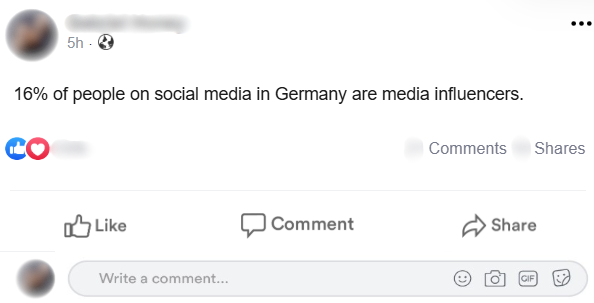 5h ·
16% of people on social media in Germany are media influencers.
Comments Shares
Like Comment Share
Write a comment... GIF